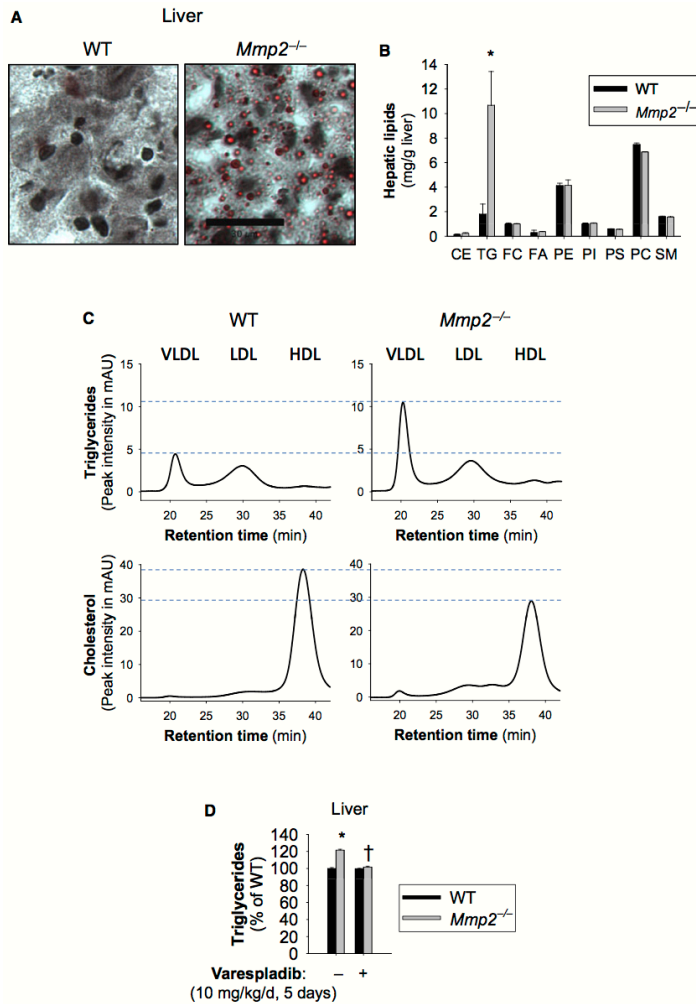 A
Liver
WT
Mmp2–/–
B
Hepatic lipids
(mg/g liver)
14
12
10
8
6
4
2
0
*
WT
Mmp2–/–
CE TG FC FA PE PI PS PC SM
C
WT
Mmp2–/–
VLDL LDL HDL
VLDL LDL HDL
Triglycerides
(Peak intensity in mAU)
15
10
5
0
15
10
5
0
20 25 30 35 40
20 25 30 35 40
Retention time (min)
Retention time (min)
Cholesterol
(Peak intensity in mAU)
40
30
20
10
0
40
30
20
10
0
20 25 30 35 40
20 25 30 35 40
Retention time (min)
Retention time (min)
D
Liver
Triglycerides
(% of WT)
140
120
100
80
60
40
20
0
*
†
WT
Mmp2–/–
Varespladib: – +
(10 mg/kg/d, 5 days)